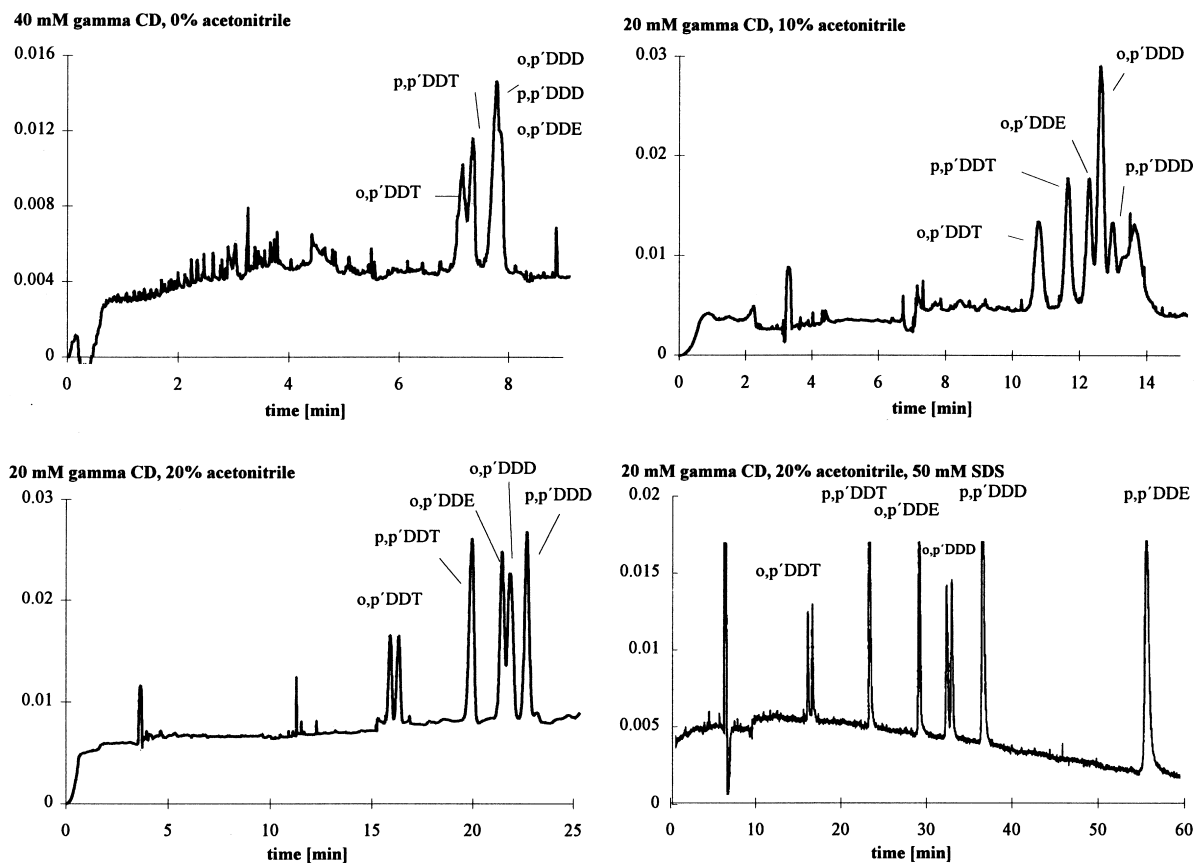 40 mM gamma CD, 0% acetonitrile
0.016
0.012
0.008
0.004
0
o,p´DDD
p,p´DDT
p,p´DDD
o,p´DDE
o,p´DDT
0 2 4 6 8
time [min]
20 mM gamma CD, 10% acetonitrile
0.03
0.02
0.01
0
o,p´DDD
o,p´DDE
p,p´DDT
p,p´DDD
o,p´DDT
0 2 4 6 8 10 12 14
time [min]
20 mM gamma CD, 20% acetonitrile
0.03
0.02
0.01
0
o,p´DDD
o,p´DDE
p,p´DDD
p,p´DDT
o,p´DDT
0 5 10 15 20 25
time [min]
20 mM gamma CD, 20% acetonitrile, 50 mM SDS
0.02
0.015
0.01
0.005
0
p,p´DDT
p,p´DDD
p,p´DDE
o,p´DDE
o,p´DDD
o,p´DDT
0 10 20 30 40 50 60
time [min]